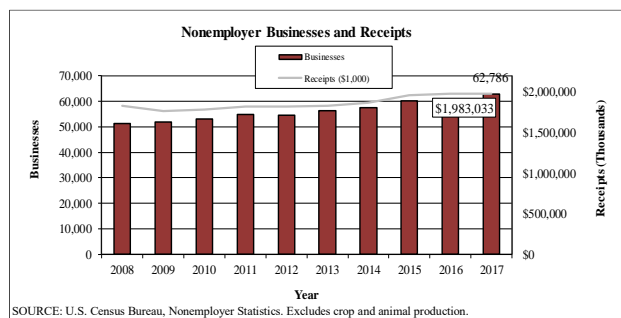 Nonemployer Businesses and Receipts
Businesses
Receipts ($1,000)
62,786
$1,983,033
70,000
60,000
50,000
40,000
30,000
20,000
10,000
0
Businesses
$2,000,000
$1,500,000
$1,000,000
$500,000
$0
Receipts (Thousands)
2008 2009 2010 2011 2012 2013 2014 2015 2016 2017
Year
SOURCE: U.S. Census Bureau, Nonemployer Statistics. Excludes crop and animal production.